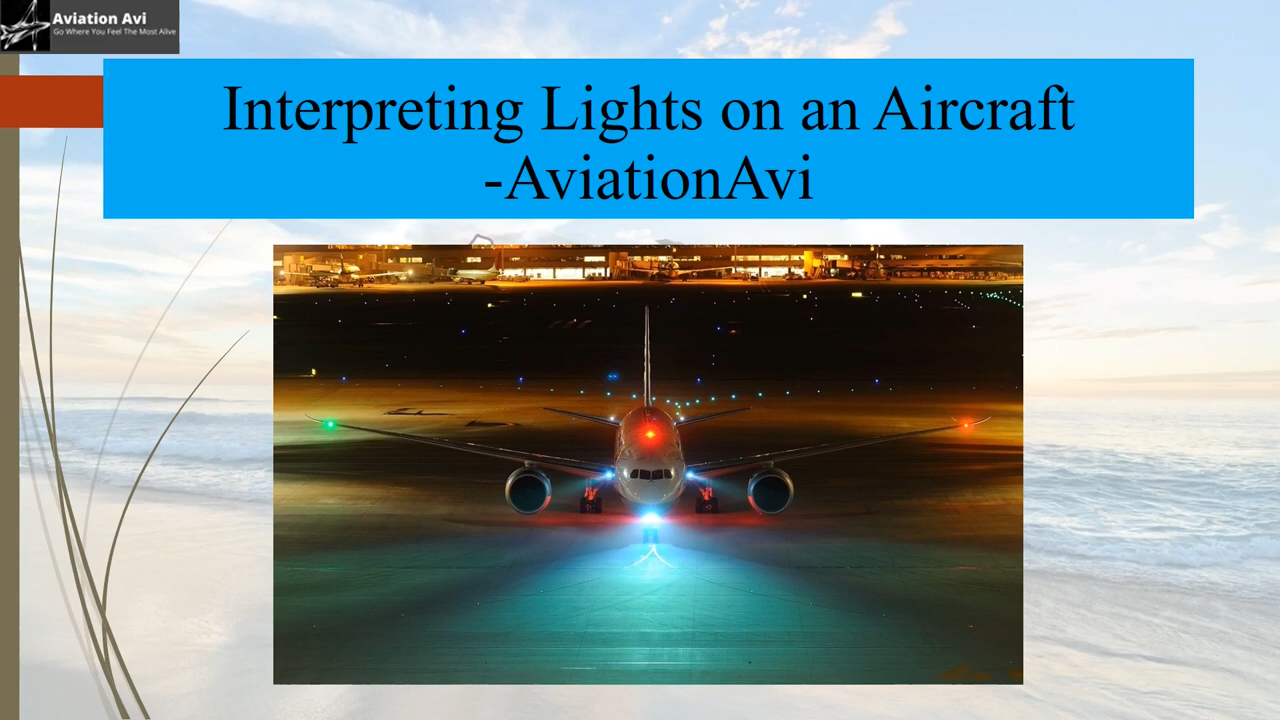 Aviation Avi
Go Where You Feel The Most Alive
Interpreting Lights on an Aircraft
-AviationAvi